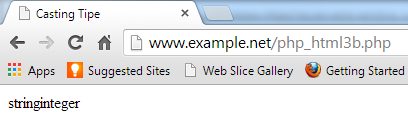 Casting Tipe
www.example.net/php_html3b.php
Apps Suggested Sites Web Slice Gallery Getting Started
stringinteger